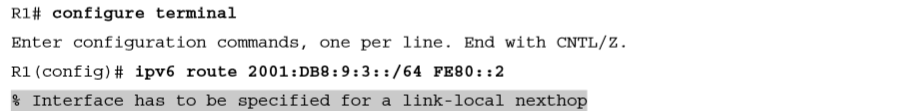 R1# configure terminal
Enter configuration commands, one per line. End with CNTL/Z.
R1(config)# ipv6 route 2001:DB8:9:3::/64 FE80::2
% Interface has to be specified for a link-local nexthop